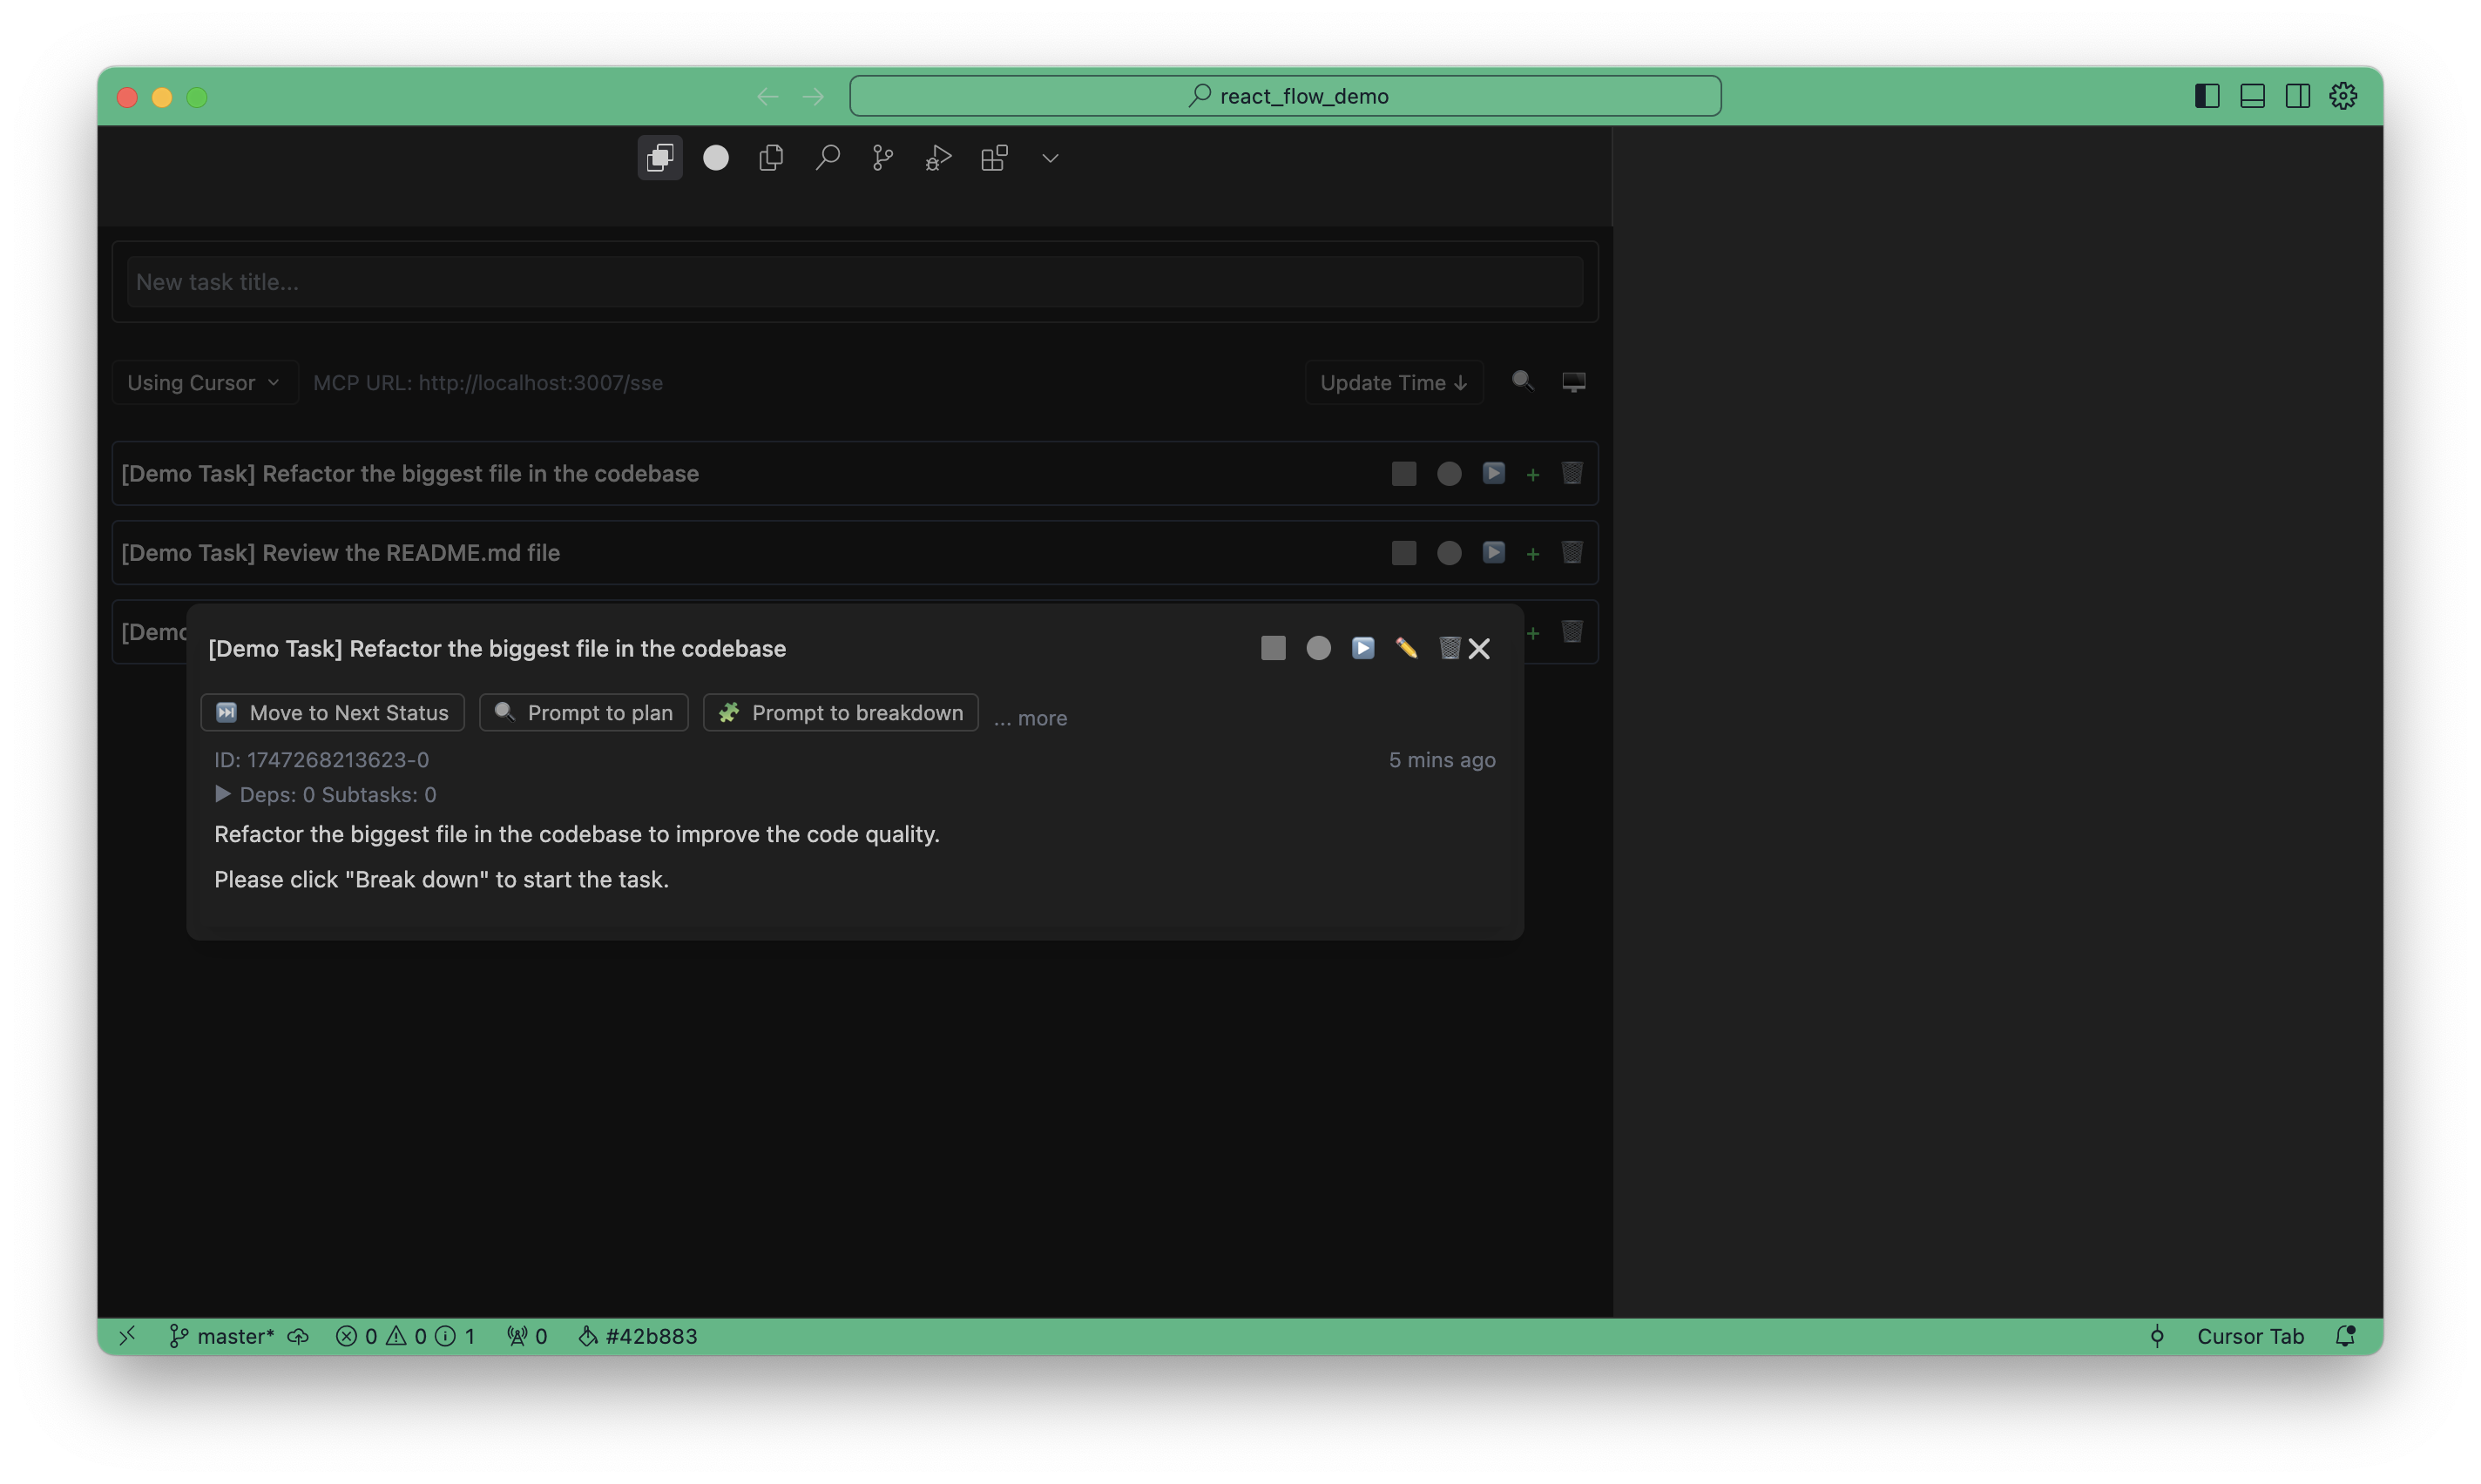 react_flow_demo
New task title...
Using Cursor MCP URL: http://localhost:3007/sse Update Time ↓
[Demo Task] Refactor the biggest file in the codebase
[Demo Task] Review the README.md file
[Demo
[Demo Task] Refactor the biggest file in the codebase
Move to Next Status Prompt to plan Prompt to breakdown ... more
ID: 1747268213623-0 5 mins ago
Deps: 0 Subtasks: 0
Refactor the biggest file in the codebase to improve the code quality.
Please click "Break down" to start the task.
master* 0 0 1 0 #42b883 Cursor Tab